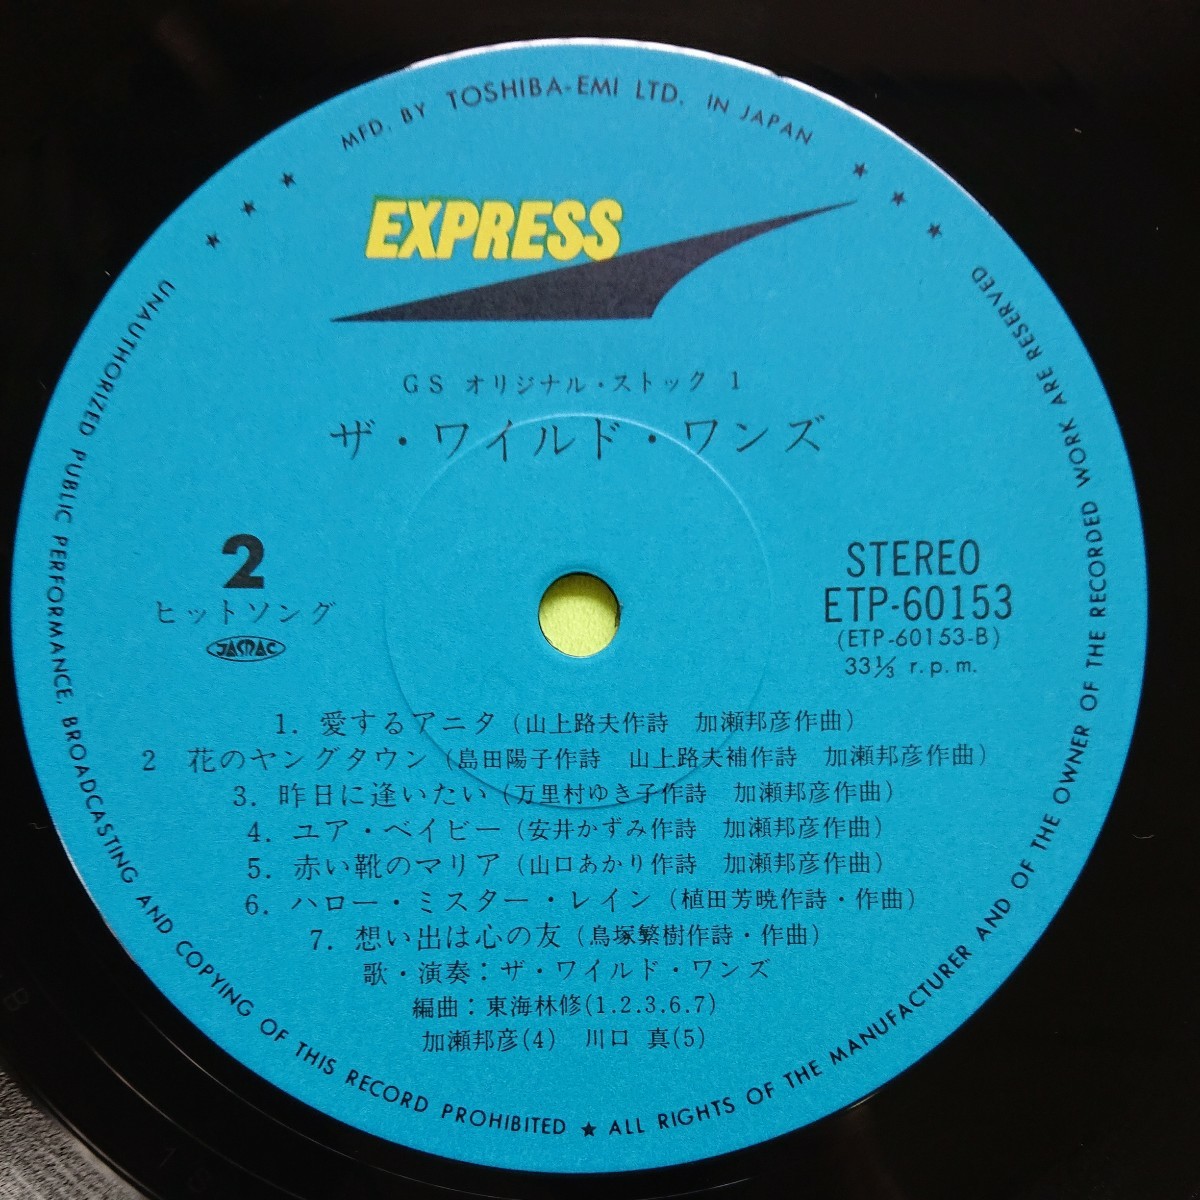 MFD. BY TOSHIBA-EMI LTD. IN JAPAN
EXPRESS
GS オリジナル・ストック 1
ザ・ワイルド・ワンズ
2
ヒットソング
JASRAC
STEREO
ETP-60153
(ETP-60153-B)
33⅓ r.p.m.
1. 愛するアニタ (山上路夫作詩 加瀬邦彦作曲)
2 花のヤングタウン (島田陽子作詩 山上路夫補作詩 加瀬邦彦作曲)
3. 昨日に逢いたい (万里村ゆき子作詩 加瀬邦彦作曲)
4. ユア・ベイビー (安井かずみ作詩 加瀬邦彦作曲)
5. 赤い靴のマリア (山口あかり作詩 加瀬邦彦作曲)
6. ハロー・ミスター・レイン (植田芳暁作詩・作曲)
7. 想い出は心の友 (鳥塚繁樹作詩・作曲)
歌・演奏：ザ・ワイルド・ワンズ
編曲：東海林修(1.2.3.6.7)
加瀬邦彦(4) 川口 真(5)
UNAUTHORIZED PUBLIC PERFORMANCE, BROADCASTING AND COPYING OF THIS RECORD PROHIBITED ★ ALL RIGHTS OF THE MANUFACTURER AND OF THE OWNER OF THE RECORDED WORK ARE RESERVED